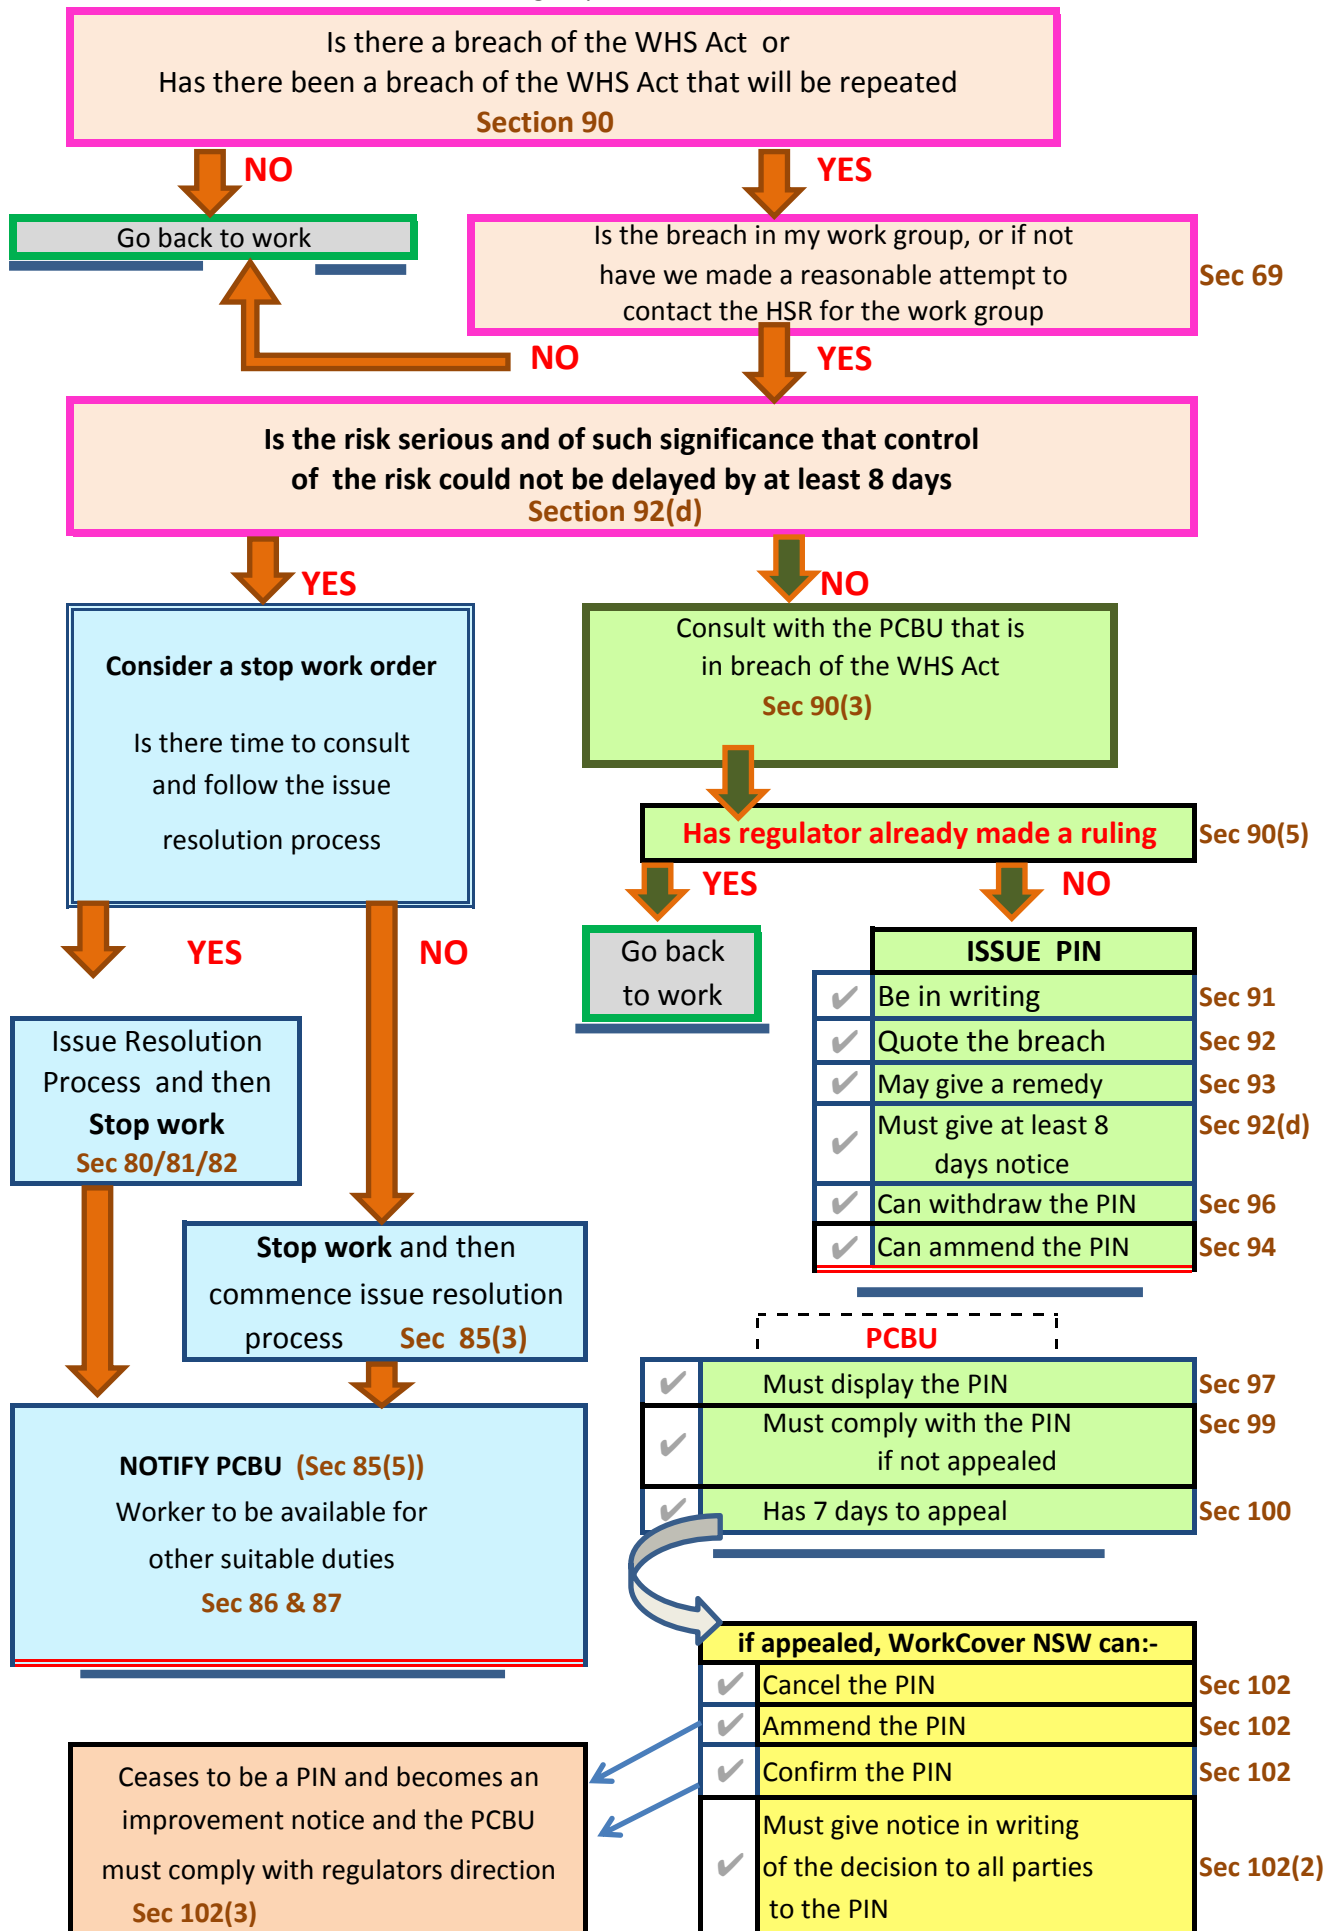 Is there a breach of the WHS Act or
Has there been a breach of the WHS Act that will be repeated
Section 90
NO
YES
Go back to work
Is the breach in my work group, or if not
have we made a reasonable attempt to
contact the HSR for the work group
Sec 69
NO
YES
Is the risk serious and of such significance that control
of the risk could not be delayed by at least 8 days
Section 92(d)
YES
NO
Consider a stop work order
Is there time to consult
and follow the issue
resolution process
Consult with the PCBU that is
in breach of the WHS Act
Sec 90(3)
Has regulator already made a ruling
Sec 90(5)
YES
NO
YES
NO
Go back
to work
ISSUE PIN
✔ Be in writing Sec 91
✔ Quote the breach Sec 92
✔ May give a remedy Sec 93
✔ Must give at least 8 Sec 92(d)
days notice
✔ Can withdraw the PIN Sec 96
✔ Can ammend the PIN Sec 94
Issue Resolution
Process and then
Stop work
Sec 80/81/82
Stop work and then
commence issue resolution
process Sec 85(3)
PCBU
✔ Must display the PIN Sec 97
✔ Must comply with the PIN Sec 99
if not appealed
✔ Has 7 days to appeal Sec 100
NOTIFY PCBU (Sec 85(5))
Worker to be available for
other suitable duties
Sec 86 & 87
if appealed, WorkCover NSW can:-
✔ Cancel the PIN Sec 102
✔ Ammend the PIN Sec 102
✔ Confirm the PIN Sec 102
Must give notice in writing
✔ of the decision to all parties Sec 102(2)
to the PIN
Ceases to be a PIN and becomes an
improvement notice and the PCBU
must comply with regulators direction
Sec 102(3)